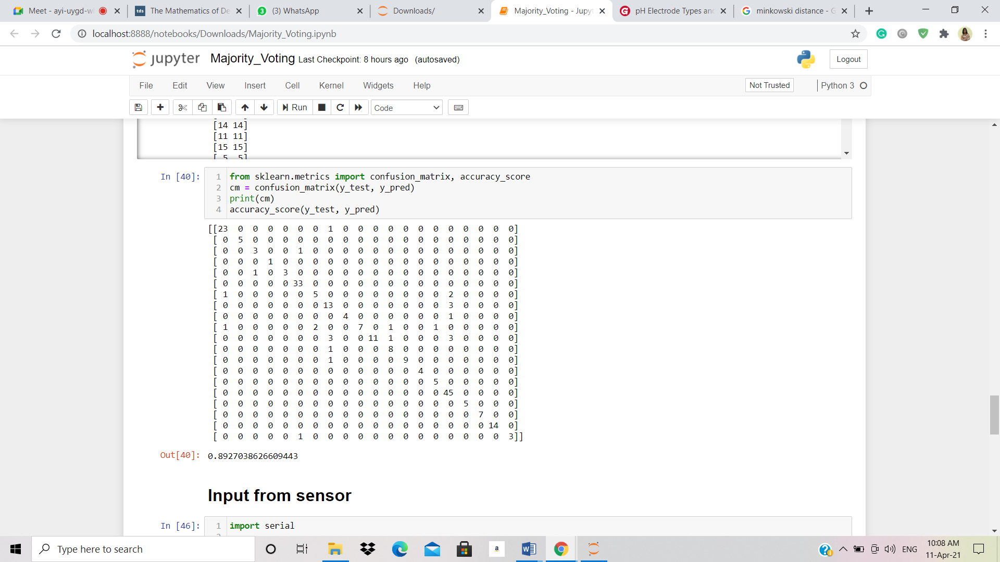 Meet - ayi-uygd-w
The Mathematics of De
(3) WhatsApp
Downloads/
Majority_Voting - Jupyt
pH Electrode Types and
minkowski distance - G
localhost:8888/notebooks/Downloads/Majority_Voting.ipynb
jupyter Majority_Voting Last Checkpoint: 8 hours ago (autosaved)
Logout
File Edit View Insert Cell Kernel Widgets Help
Not Trusted
Python 3
Run
Code
[14 14]
[11 11]
[15 15]
[ 5  5]
In [40]:
1 from sklearn.metrics import confusion_matrix, accuracy_score
2 cm = confusion_matrix(y_test, y_pred)
3 print(cm)
4 accuracy_score(y_test, y_pred)
[[23 0 0 0 0 0 0 1 0 0 0 0 0 0 0 0 0 0 0 0]
[ 0 5 0 0 0 0 0 0 0 0 0 0 0 0 0 0 0 0 0 0]
[ 0 0 3 0 0 1 0 0 0 0 0 0 0 0 0 0 0 0 0 0]
[ 0 0 0 1 0 0 0 0 0 0 0 0 0 0 0 0 0 0 0 0]
[ 0 0 1 0 3 0 0 0 0 0 0 0 0 0 0 0 0 0 0 0]
[ 0 0 0 0 0 33 0 0 0 0 0 0 0 0 0 0 0 0 0 0]
[ 1 0 0 0 0 0 5 0 0 0 0 0 0 0 0 2 0 0 0 0]
[ 0 0 0 0 0 0 0 13 0 0 0 0 0 0 0 3 0 0 0 0]
[ 0 0 0 0 0 0 0 0 4 0 0 0 0 0 0 1 0 0 0 0]
[ 1 0 0 0 0 0 2 0 0 7 0 1 0 0 1 0 0 0 0 0]
[ 0 0 0 0 0 0 0 3 0 0 11 1 0 0 0 3 0 0 0 0]
[ 0 0 0 0 0 0 0 1 0 0 0 8 0 0 0 0 0 0 0 0]
[ 0 0 0 0 0 0 0 1 0 0 0 0 9 0 0 0 0 0 0 0]
[ 0 0 0 0 0 0 0 0 0 0 0 0 0 4 0 0 0 0 0 0]
[ 0 0 0 0 0 0 0 0 0 0 0 0 0 0 5 0 0 0 0 0]
[ 0 0 0 0 0 0 0 0 0 0 0 0 0 0 0 45 0 0 0 0]
[ 0 0 0 0 0 0 0 0 0 0 0 0 0 0 0 0 5 0 0 0]
[ 0 0 0 0 0 0 0 0 0 0 0 0 0 0 0 0 0 7 0 0]
[ 0 0 0 0 0 0 0 0 0 0 0 0 0 0 0 0 0 0 14 0]
[ 0 0 0 0 0 1 0 0 0 0 0 0 0 0 0 0 0 0 0 3]]
Out[40]: 0.8927038626609443
Input from sensor
In [46]:
1 import serial
Type here to search
ENG
10:08 AM
11-Apr-21